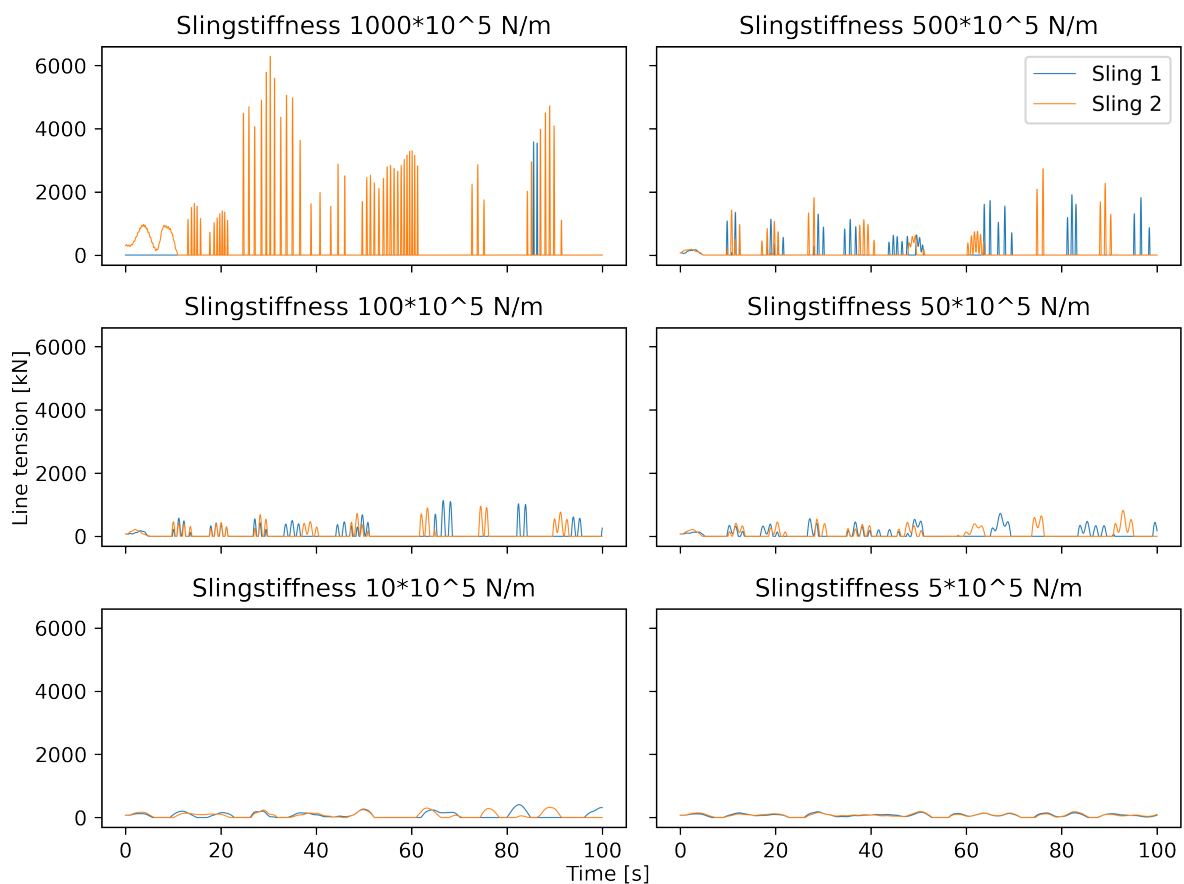 Slingstiffness 1000*10^5 N/m
Slingstiffness 500*10^5 N/m
6000
4000
2000
0
Sling 1
Sling 2
Slingstiffness 100*10^5 N/m
Slingstiffness 50*10^5 N/m
Line tension [kN]
6000
4000
2000
0
Slingstiffness 10*10^5 N/m
Slingstiffness 5*10^5 N/m
6000
4000
2000
0
0 20 40 60 80 100
0 20 40 60 80 100
Time [s]